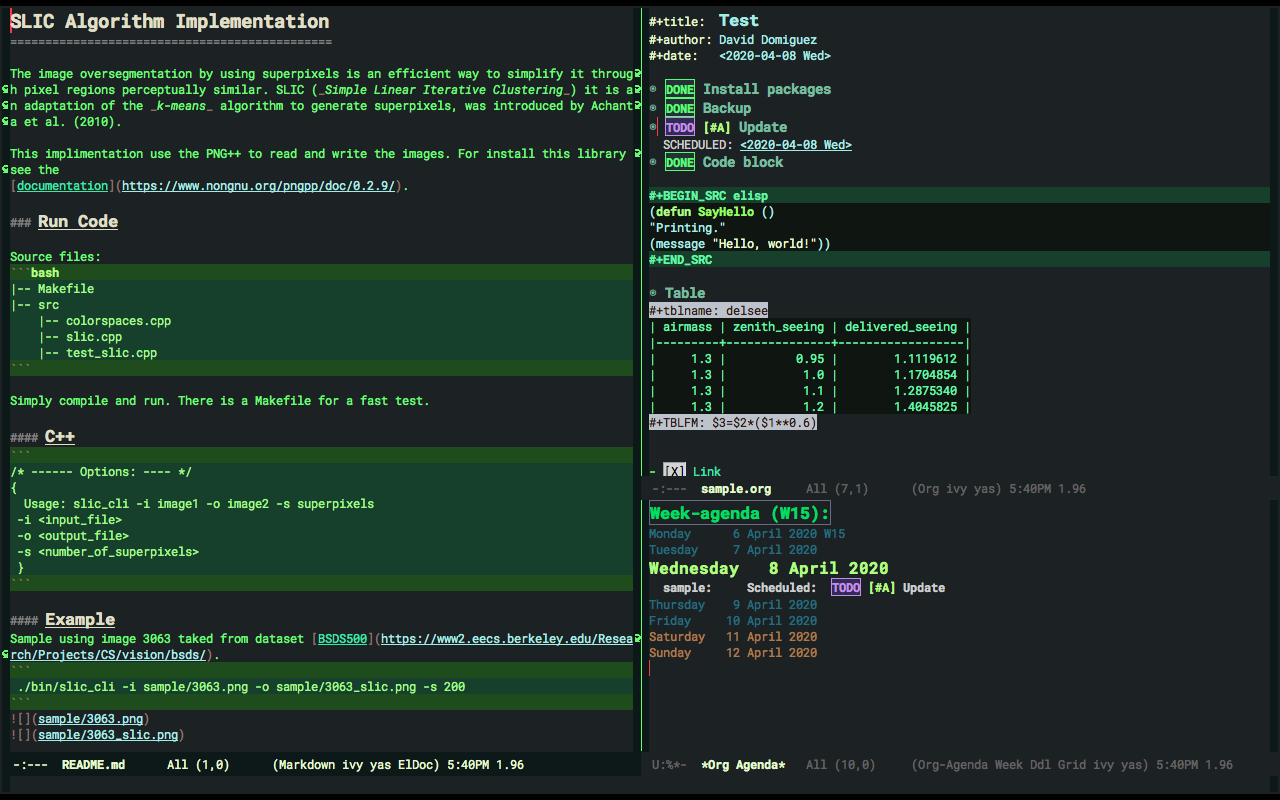 SLIC Algorithm Implementation
==============================================
The image oversegmentation by using superpixels is an efficient way to simplify it throug
h pixel regions perceptually similar. SLIC (_Simple Linear Iterative Clustering_) it is a
n adaptation of the _k-means_ algorithm to generate superpixels, was introduced by Achant
a et al. (2010).
This implimentation use the PNG++ to read and write the images. For install this library
see the
[documentation](https://www.nongnu.org/pngpp/doc/0.2.9/).
### Run Code
Source files:
```bash
|-- Makefile
|-- src
    |-- colorspaces.cpp
    |-- slic.cpp
    |-- test_slic.cpp
```
Simply compile and run. There is a Makefile for a fast test.
#### C++
```
/* ------ Options: ---- */
{
  Usage: slic_cli -i image1 -o image2 -s superpixels
 -i <input_file>
 -o <output_file>
 -s <number_of_superpixels>
 }
```
#### Example
Sample using image 3063 taked from dataset [BSDS500](https://www2.eecs.berkeley.edu/Resea
rch/Projects/CS/vision/bsds/).
```
 ./bin/slic_cli -i sample/3063.png -o sample/3063_slic.png -s 200
```
![](sample/3063.png)
![](sample/3063_slic.png)
-:---  README.md      All (1,0)      (Markdown ivy yas ElDoc) 5:40PM 1.96
#+title:  Test
#+author: David Domiguez
#+date:   <2020-04-08 Wed>
DONE Install packages
DONE Backup
TODO [#A] Update
  SCHEDULED: <2020-04-08 Wed>
DONE Code block
#+BEGIN_SRC elisp
(defun SayHello ()
"Printing."
(message "Hello, world!"))
#+END_SRC
Table
#+tblname: delsee
| airmass | zenith_seeing | delivered_seeing |
|---------+---------------+------------------|
|     1.3 |          0.95 |        1.1119612 |
|     1.3 |           1.0 |        1.1704854 |
|     1.3 |           1.1 |        1.2875340 |
|     1.3 |           1.2 |        1.4045825 |
#+TBLFM: $3=$2*($1**0.6)
- [X] Link
-:---  sample.org     All (7,1)      (Org ivy yas) 5:40PM 1.96
Week-agenda (W15):
Monday      6 April 2020 W15
Tuesday     7 April 2020
Wednesday   8 April 2020
  sample:     Scheduled:  TODO [#A] Update
Thursday    9 April 2020
Friday     10 April 2020
Saturday   11 April 2020
Sunday     12 April 2020
U:%*-  *Org Agenda*   All (10,0)     (Org-Agenda Week Ddl Grid ivy yas) 5:40PM 1.96